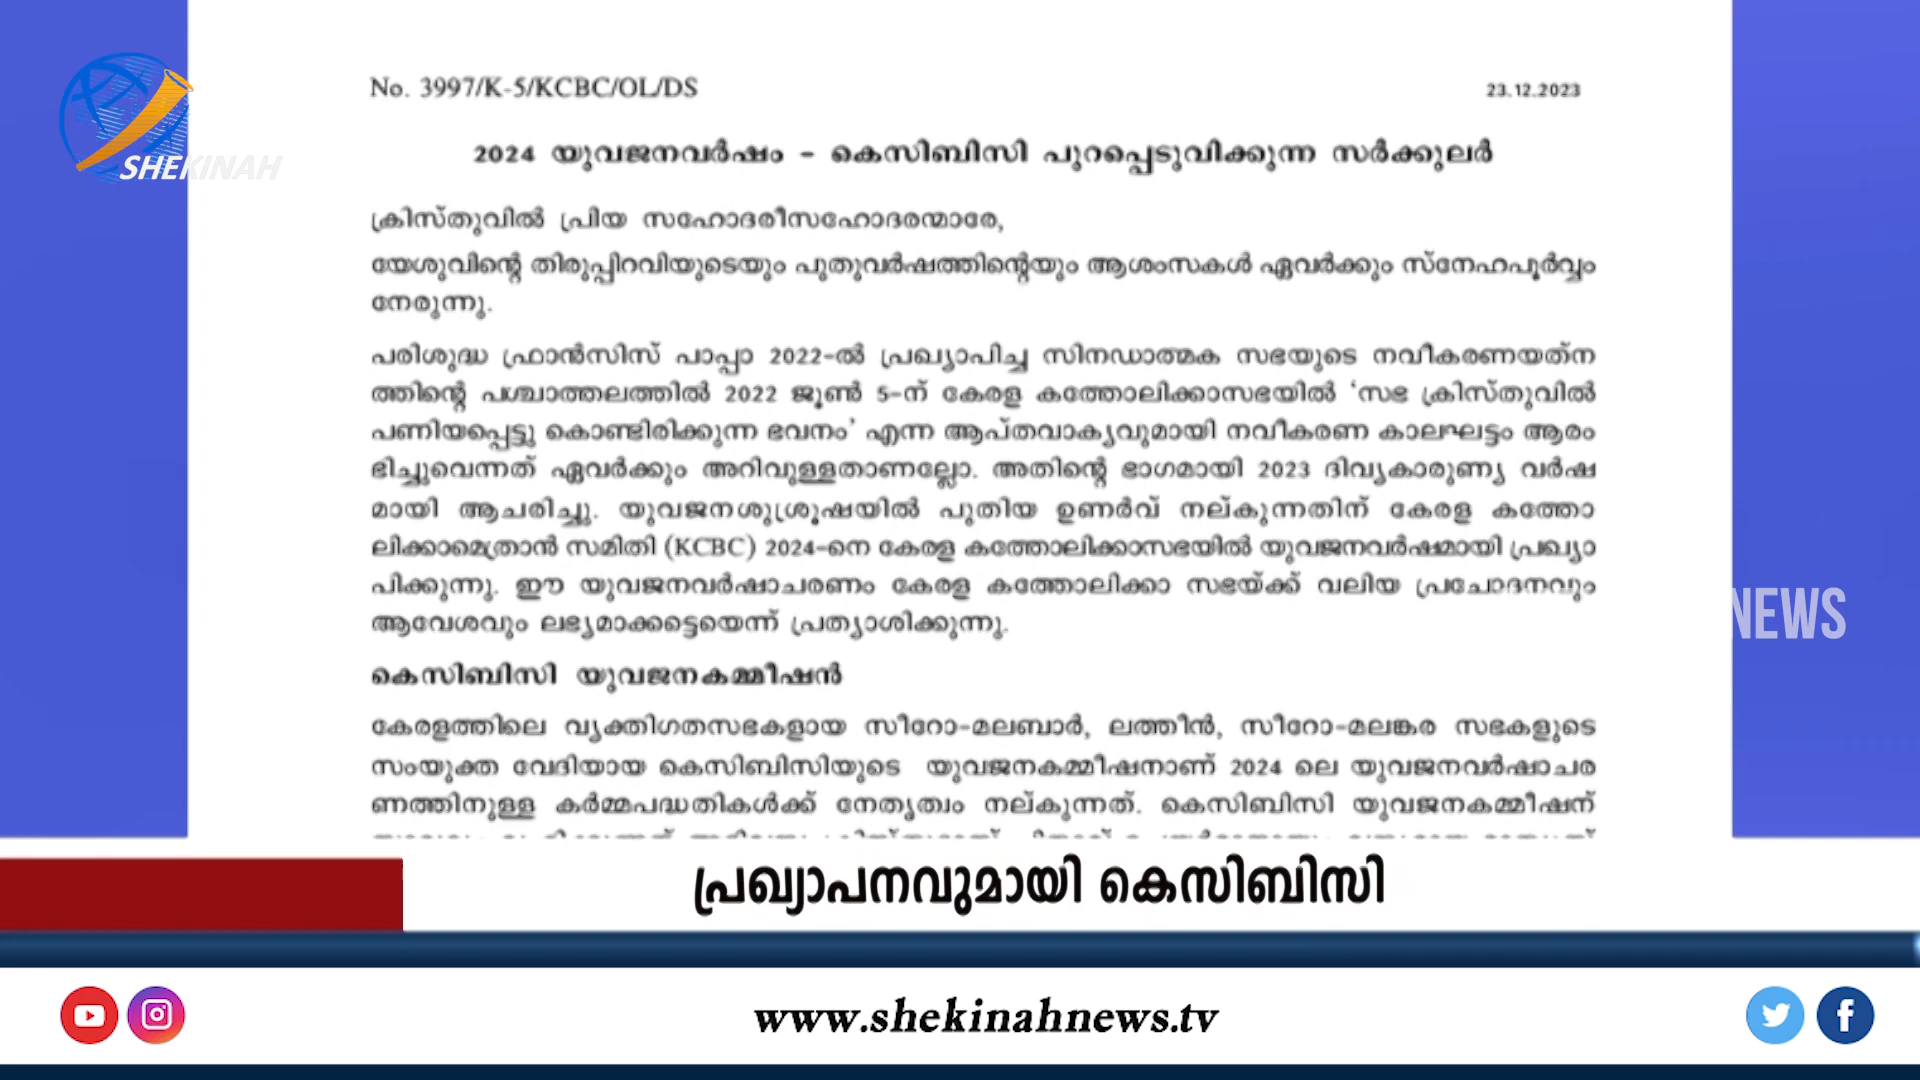 SHEKINAH
No. 3997/K-5/KCBC/OL/DS 23.12.2023
2024 യുവജനവർഷം - കെസിബിസി പുറപ്പെടുവിക്കുന്ന സർക്കുലർ
ക്രിസ്തുവിൽ പ്രിയ സഹോദരീസഹോദരന്മാരേ,
യേശുവിന്റെ തിരുപ്പിറവിയുടെയും പുതുവർഷത്തിന്റെയും ആശംസകൾ ഏവർക്കും സ്നേഹപൂർവ്വം
നേരുന്നു.
പരിശുദ്ധ ഫ്രാൻസിസ് പാപ്പാ 2022-ൽ പ്രഖ്യാപിച്ച സിനഡാത്മക സഭയുടെ നവീകരണയത്ന
ത്തിന്റെ പശ്ചാത്തലത്തിൽ 2022 ജൂൺ 5-ന് കേരള കത്തോലിക്കാസഭയിൽ ‘സഭ ക്രിസ്തുവിൽ
പണിയപ്പെട്ടു കൊണ്ടിരിക്കുന്ന ഭവനം’ എന്ന ആപ്തവാക്യവുമായി നവീകരണ കാലഘട്ടം ആരം
ഭിച്ചുവെന്നത് ഏവർക്കും അറിവുള്ളതാണല്ലോ. അതിന്റെ ഭാഗമായി 2023 ദിവ്യകാരുണ്യ വർഷ
മായി ആചരിച്ചു. യുവജനശുശ്രൂഷയിൽ പുതിയ ഉണർവ് നല്കുന്നതിന് കേരള കത്തോ
ലിക്കാമെത്രാൻ സമിതി (KCBC) 2024-നെ കേരള കത്തോലിക്കാസഭയിൽ യുവജനവർഷമായി പ്രഖ്യാ
പിക്കുന്നു. ഈ യുവജനവർഷാചരണം കേരള കത്തോലിക്കാ സഭയ്ക്ക് വലിയ പ്രചോദനവും
ആവേശവും ലഭ്യമാക്കട്ടെയെന്ന് പ്രത്യാശിക്കുന്നു.
NEWS
കെസിബിസി യുവജനകമ്മീഷൻ
കേരളത്തിലെ വ്യക്തിഗതസഭകളായ സീറോ-മലബാർ, ലത്തീൻ, സീറോ-മലങ്കര സഭകളുടെ
സംയുക്ത വേദിയായ കെസിബിസിയുടെ യുവജനകമ്മീഷനാണ് 2024 ലെ യുവജനവർഷാചര
ണത്തിനുള്ള കർമ്മപദ്ധതികൾക്ക് നേതൃത്വം നല്കുന്നത്. കെസിബിസി യുവജനകമ്മീഷന്
പ്രഖ്യാപനവുമായി കെസിബിസി
www.shekinahnews.tv